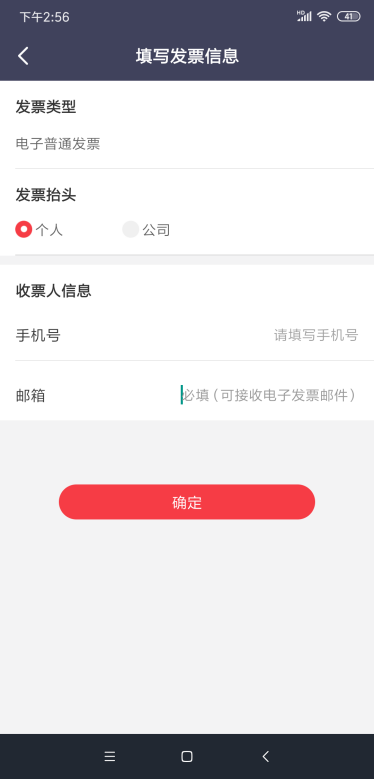 下午2:56
HD
41
填写发票信息
发票类型
电子普通发票
发票抬头
个人 公司
收票人信息
手机号 请填写手机号
邮箱 必填(可接收电子发票邮件)
确定